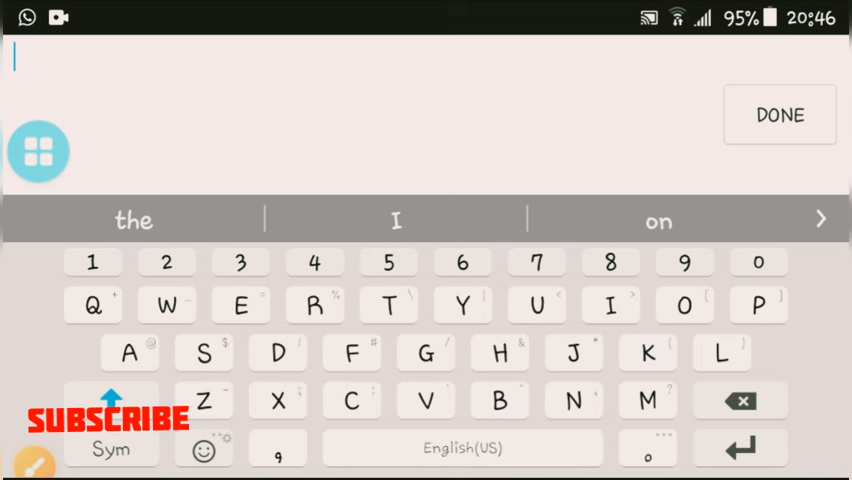 95% 20:46
DONE
the I on
1 2 3 4 5 6 7 8 9 0
Q + W _ E = R % T \ Y | U < I > O [ P ]
A @ S $ D ! F # G / H & J * K ( L )
Z - X : C ; V ' B " N , M ?
SUBSCRIBE
Sym , English(US) .